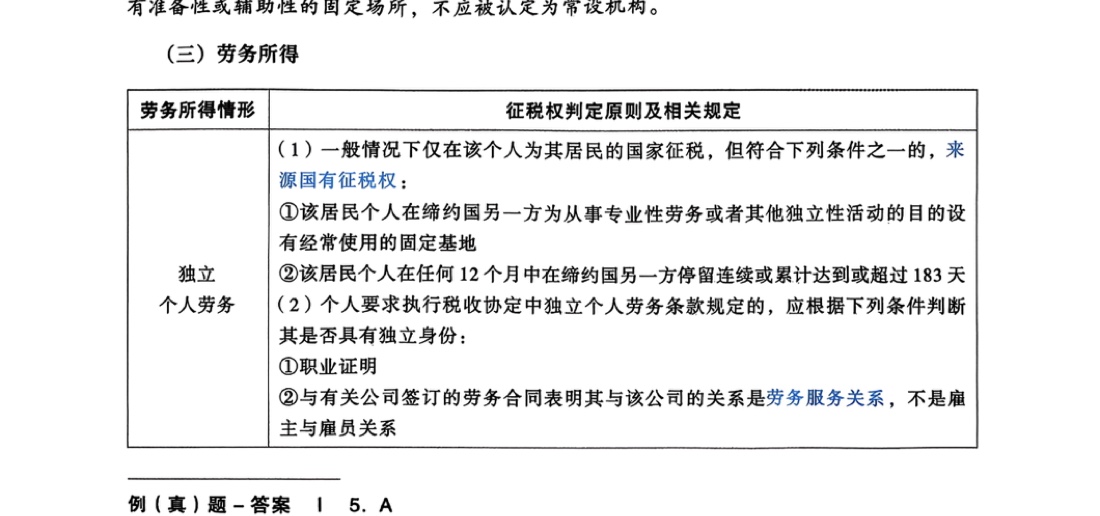 有准备性或辅助性的固定场所，不应被认定为常设机构。
（三）劳务所得
劳务所得情形
征税权判定原则及相关规定
独立
个人劳务
（1）一般情况下仅在该个人为其居民的国家征税，但符合下列条件之一的，来
源国有征税权：
①该居民个人在缔约国另一方为从事专业性劳务或者其他独立性活动的目的设
有经常使用的固定基地
②该居民个人在任何 12 个月中在缔约国另一方停留连续或累计达到或超过 183 天
（2）个人要求执行税收协定中独立个人劳务条款规定的，应根据下列条件判断
其是否具有独立身份：
①职业证明
②与有关公司签订的劳务合同表明其与该公司的关系是劳务服务关系，不是雇
主与雇员关系
例（真）题－答案 | 5. A